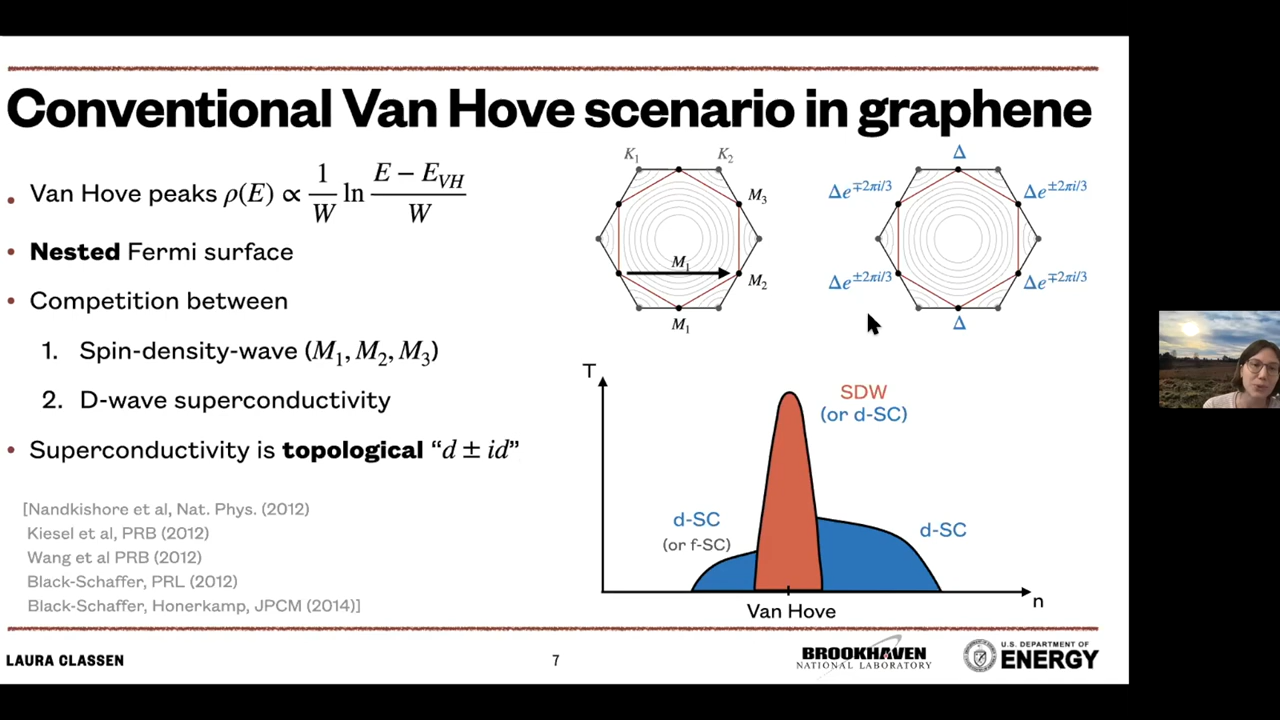 Conventional Van Hove scenario in graphene
• Van Hove peaks ρ(E) ∝ 1/W ln (E − E_VH)/W
• Nested Fermi surface
• Competition between
1. Spin-density-wave (M₁, M₂, M₃)
2. D-wave superconductivity
• Superconductivity is topological “d ± id”
[Nandkishore et al, Nat. Phys. (2012)
Kiesel et al, PRB (2012)
Wang et al PRB (2012)
Black-Schaffer, PRL (2012)
Black-Schaffer, Honerkamp, JPCM (2014)]
K₁ K₂
M₃
M₁
M₂
M₁
Δ
Δe^{∓2πi/3} Δe^{±2πi/3}
Δe^{±2πi/3} Δe^{∓2πi/3}
Δ
T
SDW
(or d-SC)
d-SC
(or f-SC)
d-SC
Van Hove
n
LAURA CLASSEN
7
BROOKHAVEN
NATIONAL LABORATORY
U.S. DEPARTMENT OF
ENERGY